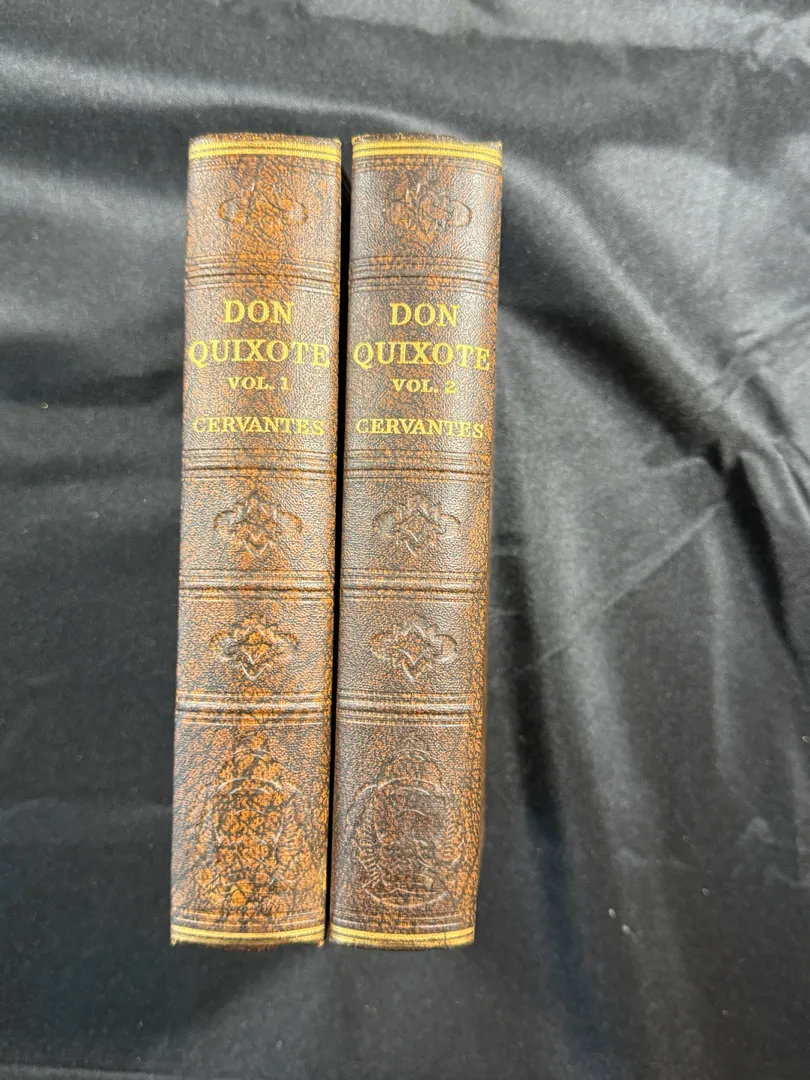 DON
QUIXOTE
VOL. 1
CERVANTES
DON
QUIXOTE
VOL. 2
CERVANTES